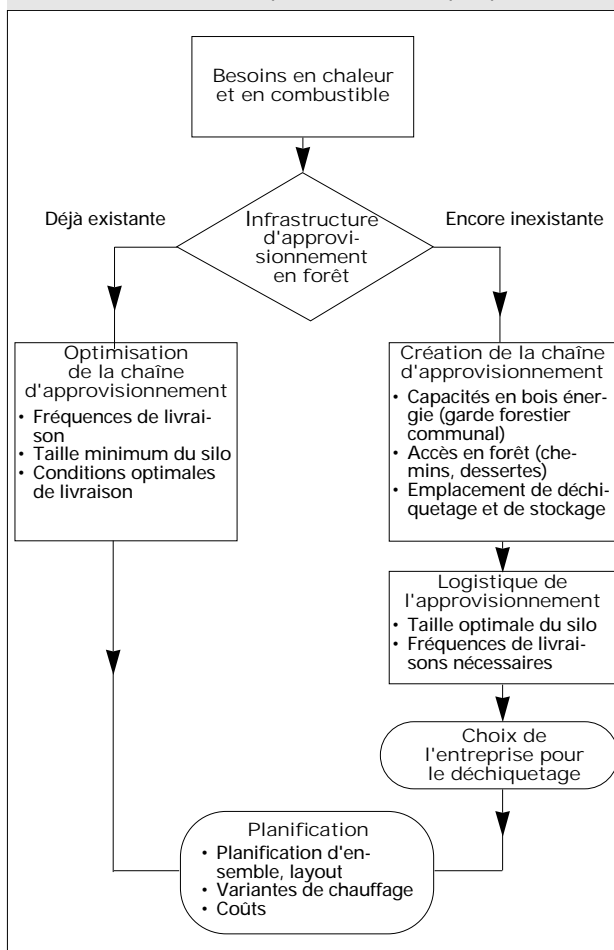 Besoins en chaleur
et en combustible
Déjà existante
Infrastructure
d'approvi-
sionnement
en forêt
Encore inexistante
Optimisation
de la chaîne
d'approvisionnement
• Fréquences de livrai-
son
• Taille minimum du silo
• Conditions optimales
de livraison
Création de la chaîne
d'approvisionnement
• Capacités en bois éner-
gie (garde forestier
communal)
• Accès en forêt (che-
mins, dessertes)
• Emplacement de déchi-
quetage et de stockage
Logistique de
l'approvisionnement
• Taille optimale du silo
• Fréquences de livrai-
sons nécessaires
Choix de
l'entreprise pour
le déchiquetage
Planification
• Planification d'en-
semble, layout
• Variantes de chauffage
• Coûts